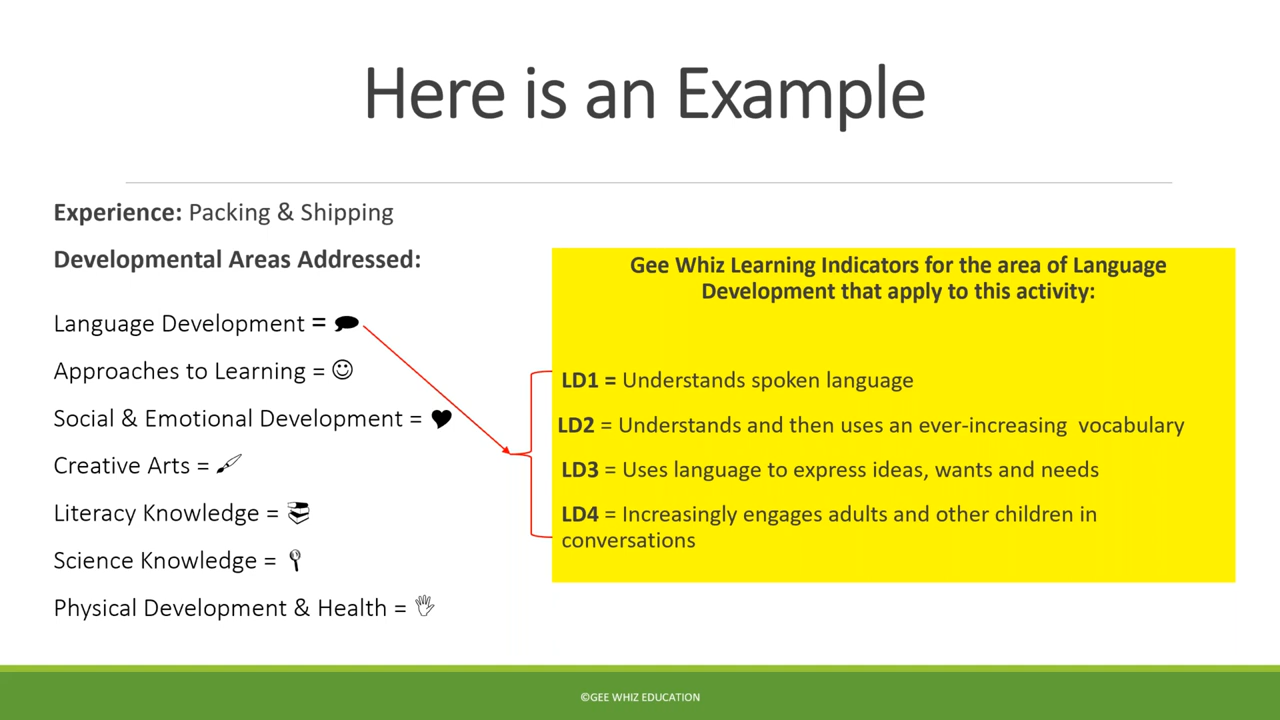 Here is an Example
Experience: Packing & Shipping
Developmental Areas Addressed:
Language Development =
Approaches to Learning =
Social & Emotional Development =
Creative Arts =
Literacy Knowledge =
Science Knowledge =
Physical Development & Health =
Gee Whiz Learning Indicators for the area of Language
Development that apply to this activity:
LD1 = Understands spoken language
LD2 = Understands and then uses an ever-increasing vocabulary
LD3 = Uses language to express ideas, wants and needs
LD4 = Increasingly engages adults and other children in
conversations
©GEE WHIZ EDUCATION